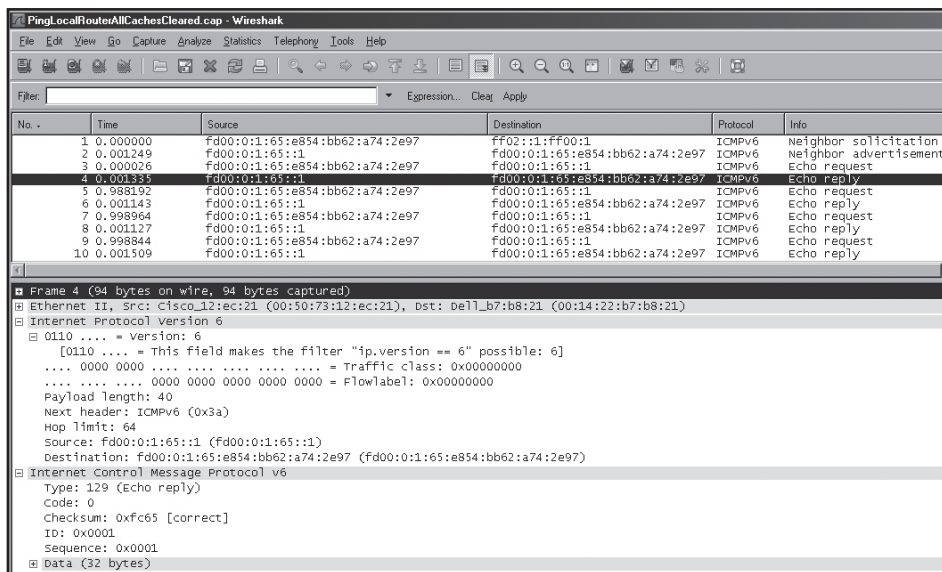 PingLocalRouterAllCachesCleared.cap - Wireshark
File Edit View Go Capture Analyze Statistics Telephony Tools Help
Filter: Expression... Clear Apply
No. . Time Source Destination Protocol Info
1 0.000000 fd00:0:1:65:e854:bb62:a74:2e97 ff02::1:ff00:1 ICMPv6 Neighbor solicitation
2 0.001249 fd00:0:1:65::1 fd00:0:1:65:e854:bb62:a74:2e97 ICMPv6 Neighbor advertisement
3 0.000026 fd00:0:1:65:e854:bb62:a74:2e97 fd00:0:1:65::1 ICMPv6 Echo request
4 0.001335 fd00:0:1:65::1 fd00:0:1:65:e854:bb62:a74:2e97 ICMPv6 Echo reply
5 0.988192 fd00:0:1:65:e854:bb62:a74:2e97 fd00:0:1:65::1 ICMPv6 Echo request
6 0.001143 fd00:0:1:65::1 fd00:0:1:65:e854:bb62:a74:2e97 ICMPv6 Echo reply
7 0.998964 fd00:0:1:65:e854:bb62:a74:2e97 fd00:0:1:65::1 ICMPv6 Echo request
8 0.001127 fd00:0:1:65::1 fd00:0:1:65:e854:bb62:a74:2e97 ICMPv6 Echo reply
9 0.998844 fd00:0:1:65:e854:bb62:a74:2e97 fd00:0:1:65::1 ICMPv6 Echo request
10 0.001509 fd00:0:1:65::1 fd00:0:1:65:e854:bb62:a74:2e97 ICMPv6 Echo reply
Frame 4 (94 bytes on wire, 94 bytes captured)
Ethernet II, Src: Cisco_12:ec:21 (00:50:73:12:ec:21), Dst: Dell_b7:b8:21 (00:14:22:b7:b8:21)
Internet Protocol Version 6
0110 .... = Version: 6
[0110 .... = This field makes the filter "ip.version == 6" possible: 6]
.... 0000 0000 .... .... .... .... .... = Traffic class: 0x00000000
.... .... .... 0000 0000 0000 0000 0000 = Flowlabel: 0x00000000
Payload length: 40
Next header: ICMPv6 (0x3a)
Hop limit: 64
Source: fd00:0:1:65::1 (fd00:0:1:65::1)
Destination: fd00:0:1:65:e854:bb62:a74:2e97 (fd00:0:1:65:e854:bb62:a74:2e97)
Internet Control Message Protocol v6
Type: 129 (Echo reply)
Code: 0
Checksum: 0xfc65 [correct]
ID: 0x0001
Sequence: 0x0001
Data (32 bytes)